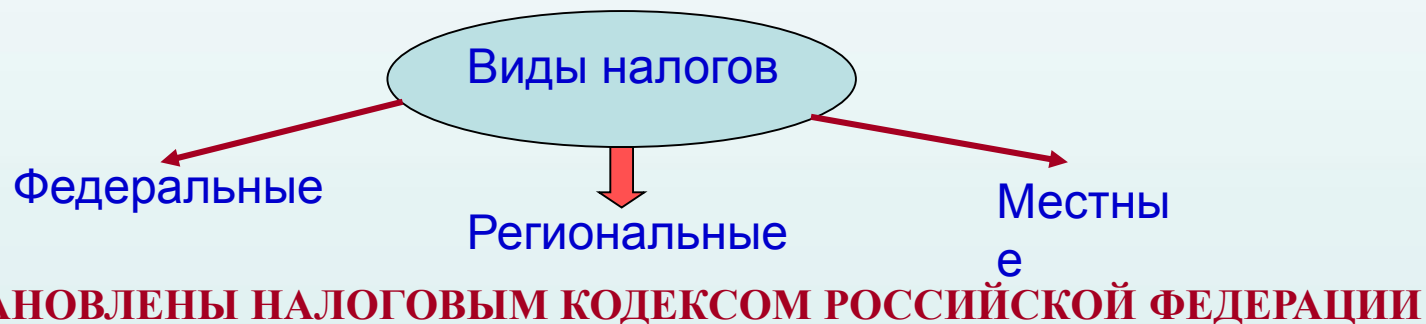 Виды налогов
Федеральные
Региональные
Местны
е
АНОВЛЕНЫ НАЛОГОВЫМ КОДЕКСОМ РОССИЙСКОЙ ФЕДЕРАЦИИ